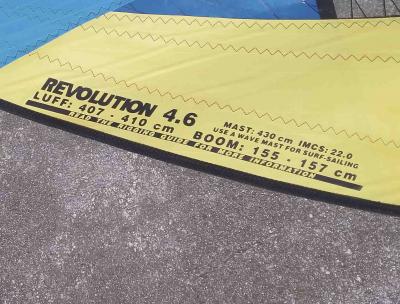 REVOLUTION 4.6
MAST: 430 cm IMCS: 22.0
USE A WAVE MAST FOR SURF-SAILING
LUFF: 407 - 410 cm BOOM: 155 - 157 cm
READ THE RIGGING GUIDE FOR MORE INFORMATION